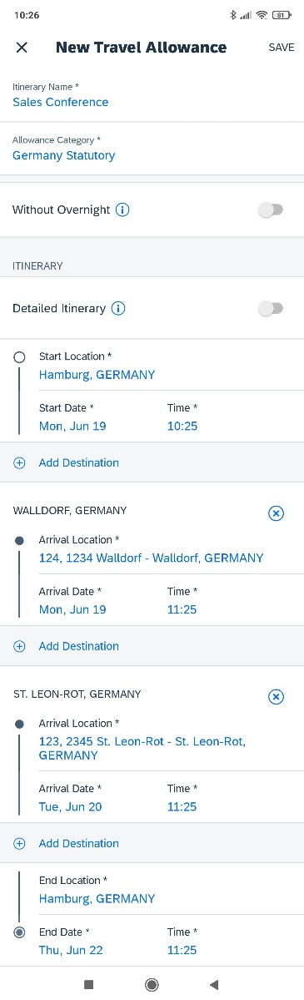 10:26
81
New Travel Allowance
SAVE
Itinerary Name *
Sales Conference
Allowance Category *
Germany Statutory
Without Overnight
ITINERARY
Detailed Itinerary
Start Location *
Hamburg, GERMANY
Start Date * Time *
Mon, Jun 19 10:25
Add Destination
WALLDORF, GERMANY
Arrival Location *
124, 1234 Walldorf - Walldorf, GERMANY
Arrival Date * Time *
Mon, Jun 19 11:25
Add Destination
ST. LEON-ROT, GERMANY
Arrival Location *
123, 2345 St. Leon-Rot - St. Leon-Rot,
GERMANY
Arrival Date * Time *
Tue, Jun 20 11:25
Add Destination
End Location *
Hamburg, GERMANY
End Date * Time *
Thu, Jun 22 11:25